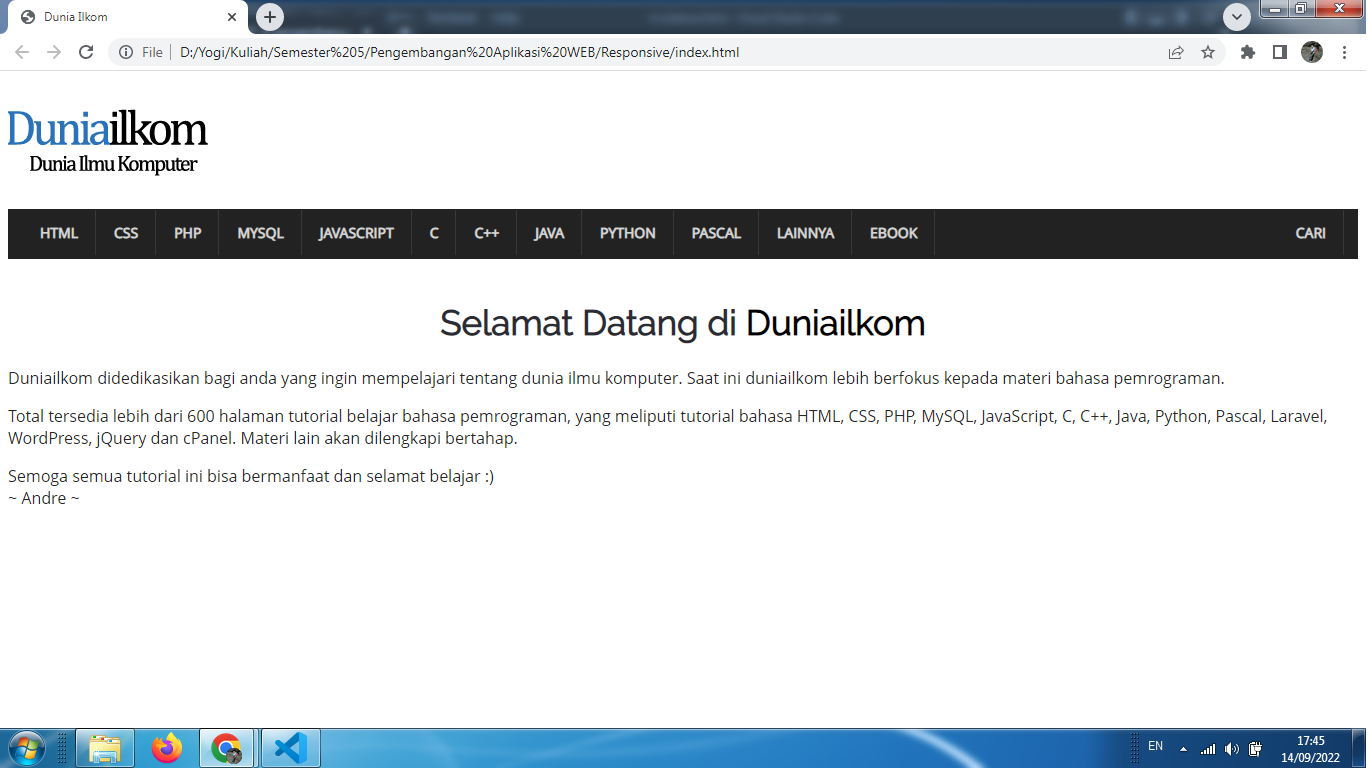 Dunia Ilkom
File
D:/Yogi/Kuliah/Semester%205/Pengembangan%20Aplikasi%20WEB/Responsive/index.html
Duniailkom
Dunia Ilmu Komputer
HTML CSS PHP MYSQL JAVASCRIPT C C++ JAVA PYTHON PASCAL LAINNYA EBOOK CARI
Selamat Datang di Duniailkom
Duniailkom didedikasikan bagi anda yang ingin mempelajari tentang dunia ilmu komputer. Saat ini duniailkom lebih berfokus kepada materi bahasa pemrograman.
Total tersedia lebih dari 600 halaman tutorial belajar bahasa pemrograman, yang meliputi tutorial bahasa HTML, CSS, PHP, MySQL, JavaScript, C, C++, Java, Python, Pascal, Laravel,
WordPress, jQuery dan cPanel. Materi lain akan dilengkapi bertahap.
Semoga semua tutorial ini bisa bermanfaat dan selamat belajar :)
~ Andre ~
EN
17:45
14/09/2022